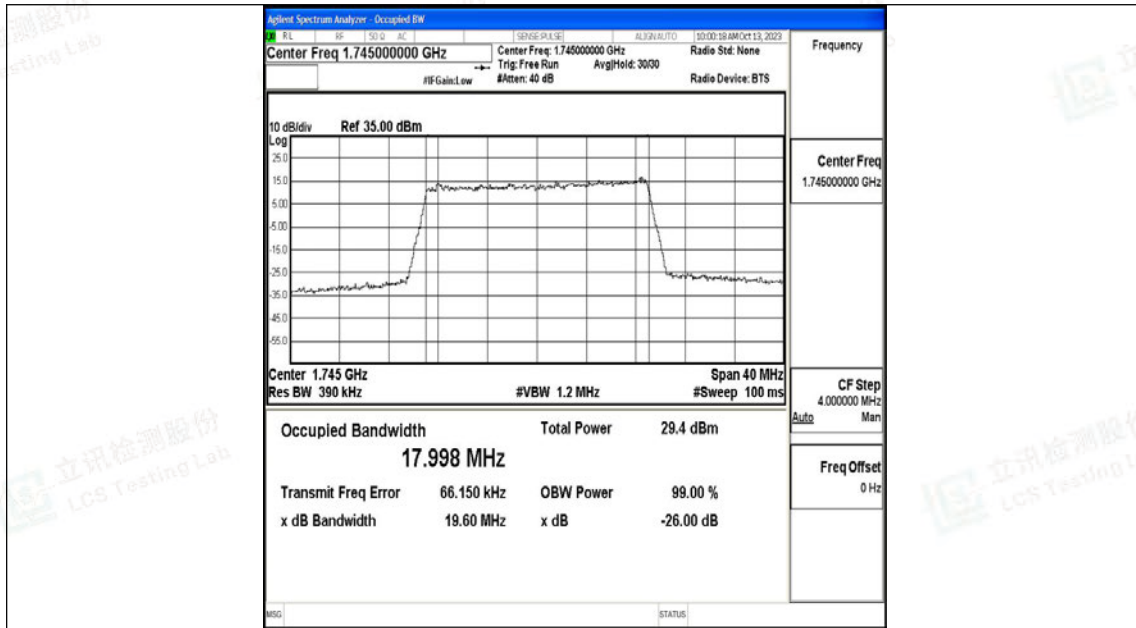 Agilent Spectrum Analyzer - Occupied BW
RL RF 50 Ω AC SENSE:PULSE ALIGNAUTO 10:00:18 AM Oct 13, 2023
Center Freq 1.745000000 GHz
Center Freq: 1.745000000 GHz
Radio Std: None
Trig: Free Run Avg|Hold: 30/30
#IFGain:Low #Atten: 40 dB Radio Device: BTS
10 dB/div Ref 35.00 dBm
Log
25.0
15.0
5.00
-5.00
-15.0
-25.0
-35.0
-45.0
-55.0
Center 1.745 GHz Span 40 MHz
Res BW 390 kHz #VBW 1.2 MHz #Sweep 100 ms
Occupied Bandwidth Total Power 29.4 dBm
17.998 MHz
Transmit Freq Error 66.150 kHz OBW Power 99.00 %
x dB Bandwidth 19.60 MHz x dB -26.00 dB
MSG STATUS
Frequency
Center Freq
1.745000000 GHz
CF Step
4.000000 MHz
Auto Man
Freq Offset
0 Hz
立讯检测股份
LCS Testing Lab
立讯检测股份